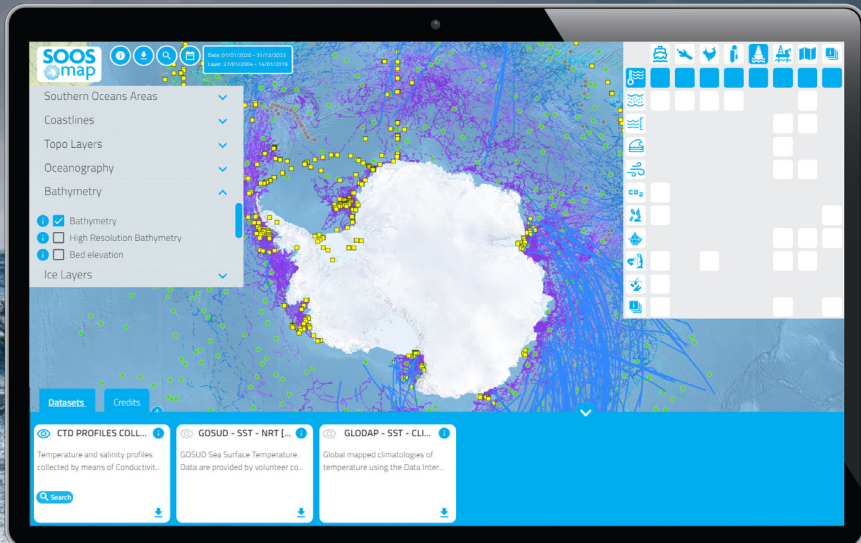 SOOS
map
Date: 01/01/2020 - 31/12/2022
Layer: 27/01/2004 - 14/01/2019
Southern Oceans Areas
Coastlines
Topo Layers
Oceanography
Bathymetry
Bathymetry
High Resolution Bathymetry
Bed elevation
Ice Layers
CO2
Datasets
Credits
CTD PROFILES COLL...
Temperature and salinity profiles
collected by means of Conductivit...
Search
GOSUD - SST - NRT [...
GOSUD Sea Surface Temperature.
Data are provided by volunteer co...
GLODAP - SST - CLI...
Global mapped climatologies of
temperature using the Data Inter...